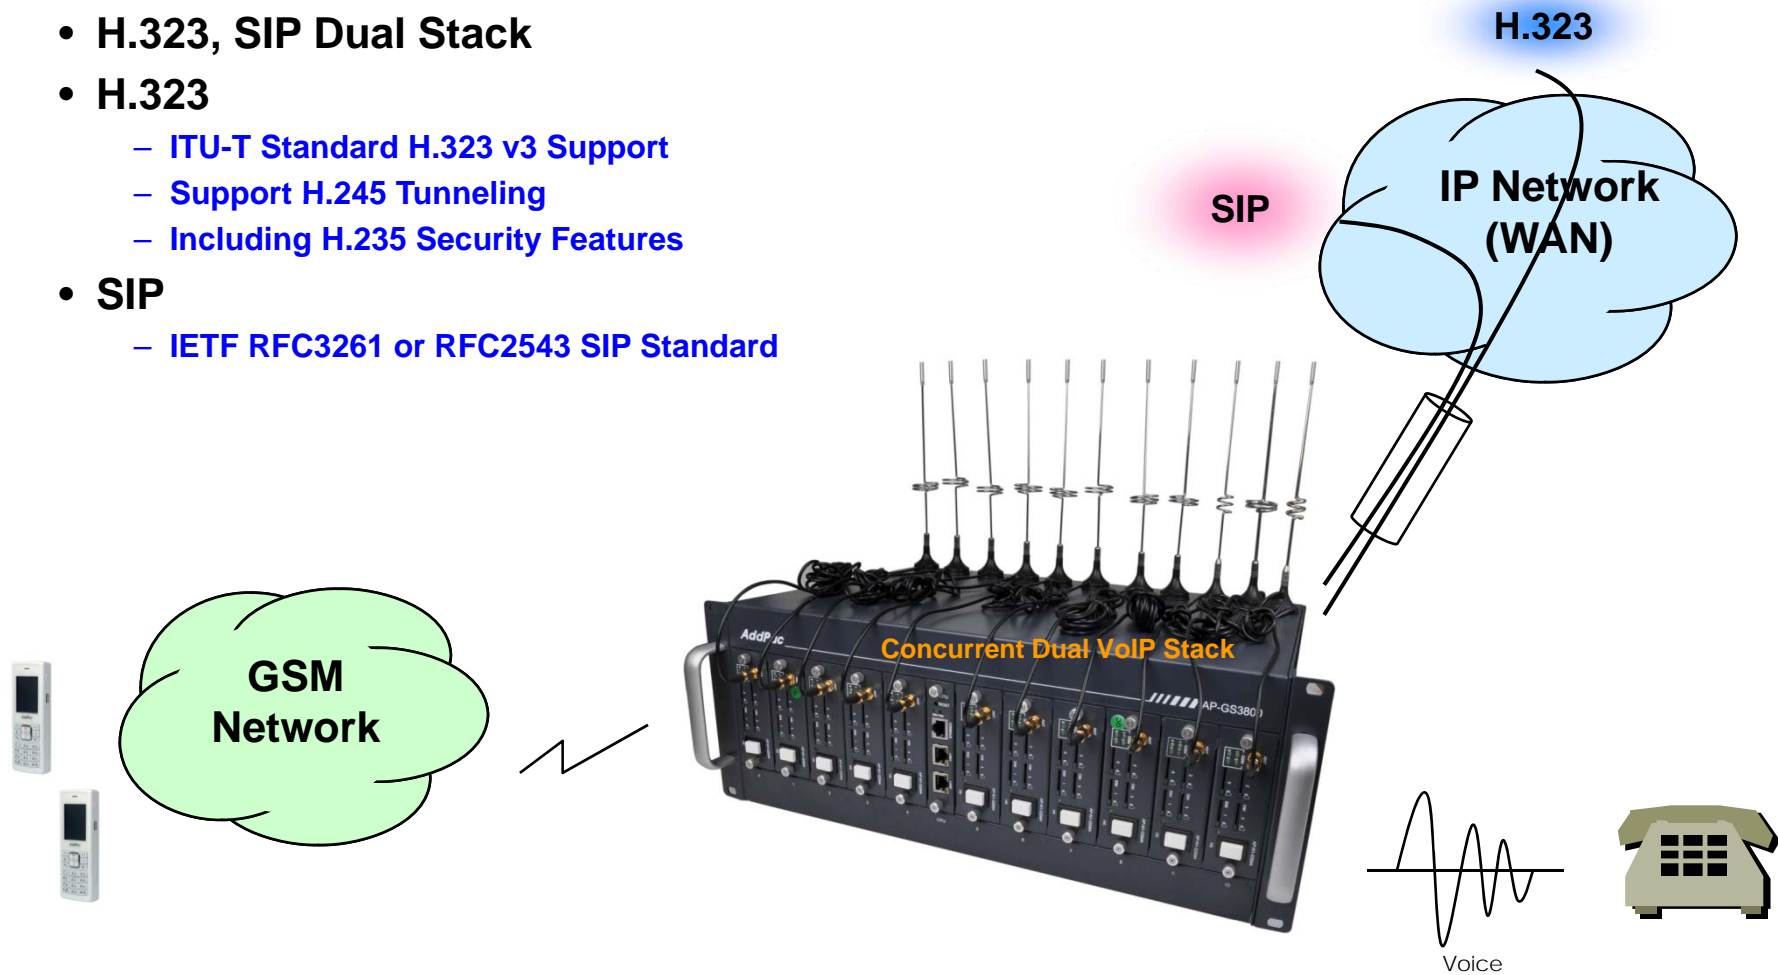 • H.323, SIP Dual Stack
• H.323
– ITU-T Standard H.323 v3 Support
– Support H.245 Tunneling
– Including H.235 Security Features
• SIP
– IETF RFC3261 or RFC2543 SIP Standard
H.323
SIP
IP Network
(WAN)
GSM
Network
Concurrent Dual VoIP Stack
AP-GS3800
Voice